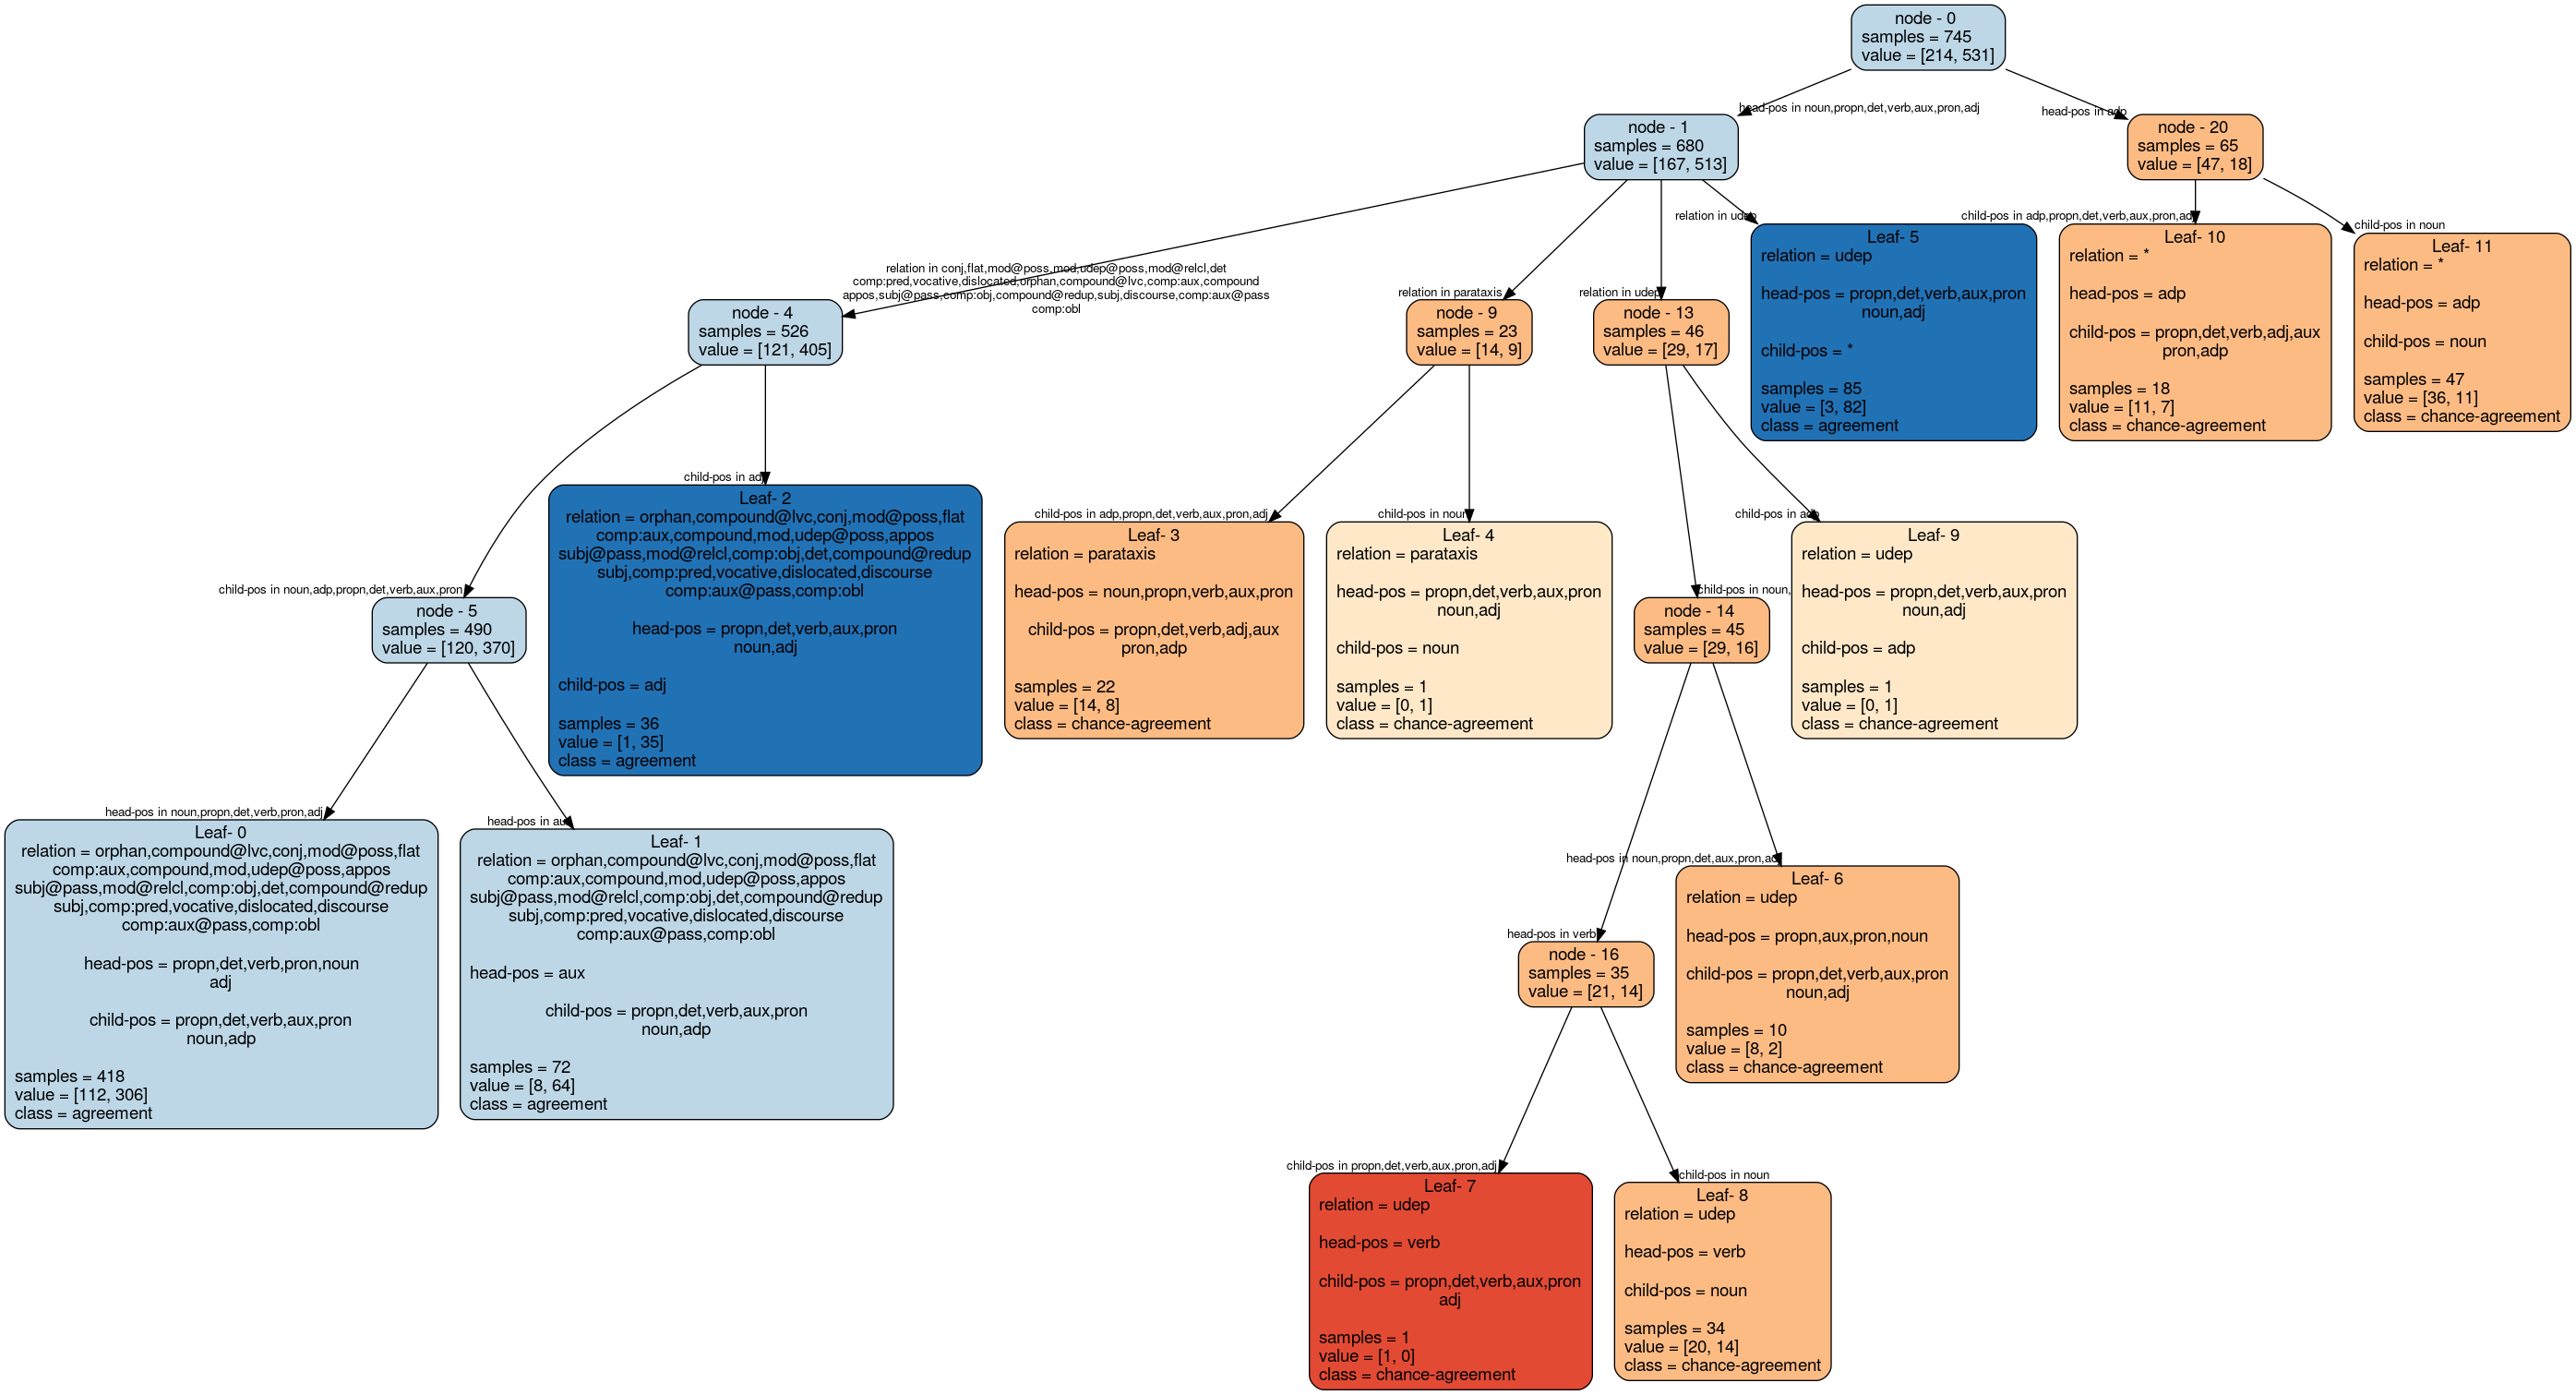 node - 0
samples = 745
value = [214, 531]
head-pos in noun,propn,det,verb,aux,pron,adj
head-pos in adp
node - 1
samples = 680
value = [167, 513]
node - 20
samples = 65
value = [47, 18]
relation in conj,flat,mod@poss,mod,udep@poss,mod@relcl,det
comp:pred,vocative,dislocated,orphan,compound@lvc,comp:aux,compound
appos,subj@pass,comp:obj,compound@redup,subj,discourse,comp:aux@pass
comp:obl
relation in parataxis
relation in udep
relation in udep
child-pos in adp,propn,det,verb,aux,pron,adj
child-pos in noun
node - 4
samples = 526
value = [121, 405]
node - 9
samples = 23
value = [14, 9]
node - 13
samples = 46
value = [29, 17]
Leaf- 5
relation = udep
head-pos = propn,det,verb,aux,pron
noun,adj
child-pos = *
samples = 85
value = [3, 82]
class = agreement
Leaf- 10
relation = *
head-pos = adp
child-pos = propn,det,verb,adj,aux
pron,adp
samples = 18
value = [11, 7]
class = chance-agreement
Leaf- 11
relation = *
head-pos = adp
child-pos = noun
samples = 47
value = [36, 11]
class = chance-agreement
child-pos in noun,adp,propn,det,verb,aux,pron
child-pos in adj
child-pos in adp,propn,det,verb,aux,pron,adj
child-pos in noun
child-pos in noun,
child-pos in adp
node - 5
samples = 490
value = [120, 370]
Leaf- 2
relation = orphan,compound@lvc,conj,mod@poss,flat
comp:aux,compound,mod,udep@poss,appos
subj@pass,mod@relcl,comp:obj,det,compound@redup
subj,comp:pred,vocative,dislocated,discourse
comp:aux@pass,comp:obl
head-pos = propn,det,verb,aux,pron
noun,adj
child-pos = adj
samples = 36
value = [1, 35]
class = agreement
Leaf- 3
relation = parataxis
head-pos = noun,propn,verb,aux,pron
child-pos = propn,det,verb,adj,aux
pron,adp
samples = 22
value = [14, 8]
class = chance-agreement
Leaf- 4
relation = parataxis
head-pos = propn,det,verb,aux,pron
noun,adj
child-pos = noun
samples = 1
value = [0, 1]
class = chance-agreement
node - 14
samples = 45
value = [29, 16]
Leaf- 9
relation = udep
head-pos = propn,det,verb,aux,pron
noun,adj
child-pos = adp
samples = 1
value = [0, 1]
class = chance-agreement
head-pos in noun,propn,det,verb,pron,adj
head-pos in aux
head-pos in verb
head-pos in noun,propn,det,aux,pron,adj
Leaf- 0
relation = orphan,compound@lvc,conj,mod@poss,flat
comp:aux,compound,mod,udep@poss,appos
subj@pass,mod@relcl,comp:obj,det,compound@redup
subj,comp:pred,vocative,dislocated,discourse
comp:aux@pass,comp:obl
head-pos = propn,det,verb,pron,noun
adj
child-pos = propn,det,verb,aux,pron
noun,adp
samples = 418
value = [112, 306]
class = agreement
Leaf- 1
relation = orphan,compound@lvc,conj,mod@poss,flat
comp:aux,compound,mod,udep@poss,appos
subj@pass,mod@relcl,comp:obj,det,compound@redup
subj,comp:pred,vocative,dislocated,discourse
comp:aux@pass,comp:obl
head-pos = aux
child-pos = propn,det,verb,aux,pron
noun,adp
samples = 72
value = [8, 64]
class = agreement
node - 16
samples = 35
value = [21, 14]
Leaf- 6
relation = udep
head-pos = propn,aux,pron,noun
child-pos = propn,det,verb,aux,pron
noun,adj
samples = 10
value = [8, 2]
class = chance-agreement
child-pos in propn,det,verb,aux,pron,adj
child-pos in noun
Leaf- 7
relation = udep
head-pos = verb
child-pos = propn,det,verb,aux,pron
adj
samples = 1
value = [1, 0]
class = chance-agreement
Leaf- 8
relation = udep
head-pos = verb
child-pos = noun
samples = 34
value = [20, 14]
class = chance-agreement